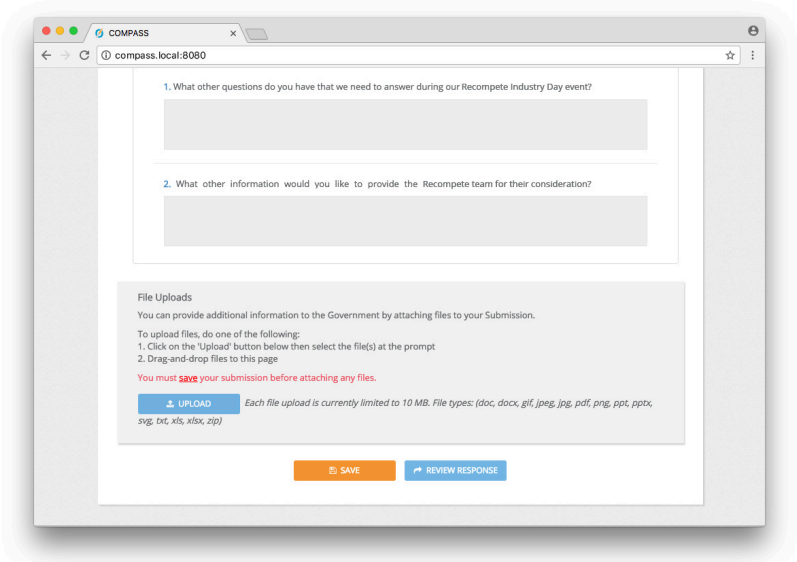 COMPASS
compass.local:8080
1. What other questions do you have that we need to answer during our Recompete Industry Day event?
2. What other information would you like to provide the Recompete team for their consideration?
File Uploads
You can provide additional information to the Government by attaching files to your Submission.
To upload files, do one of the following:
1. Click on the 'Upload' button below then select the file(s) at the prompt
2. Drag-and-drop files to this page
You must save your submission before attaching any files.
UPLOAD Each file upload is currently limited to 10 MB. File types: (doc, docx, gif, jpeg, jpg, pdf, png, ppt, pptx,
svg, txt, xls, xlsx, zip)
SAVE REVIEW RESPONSE